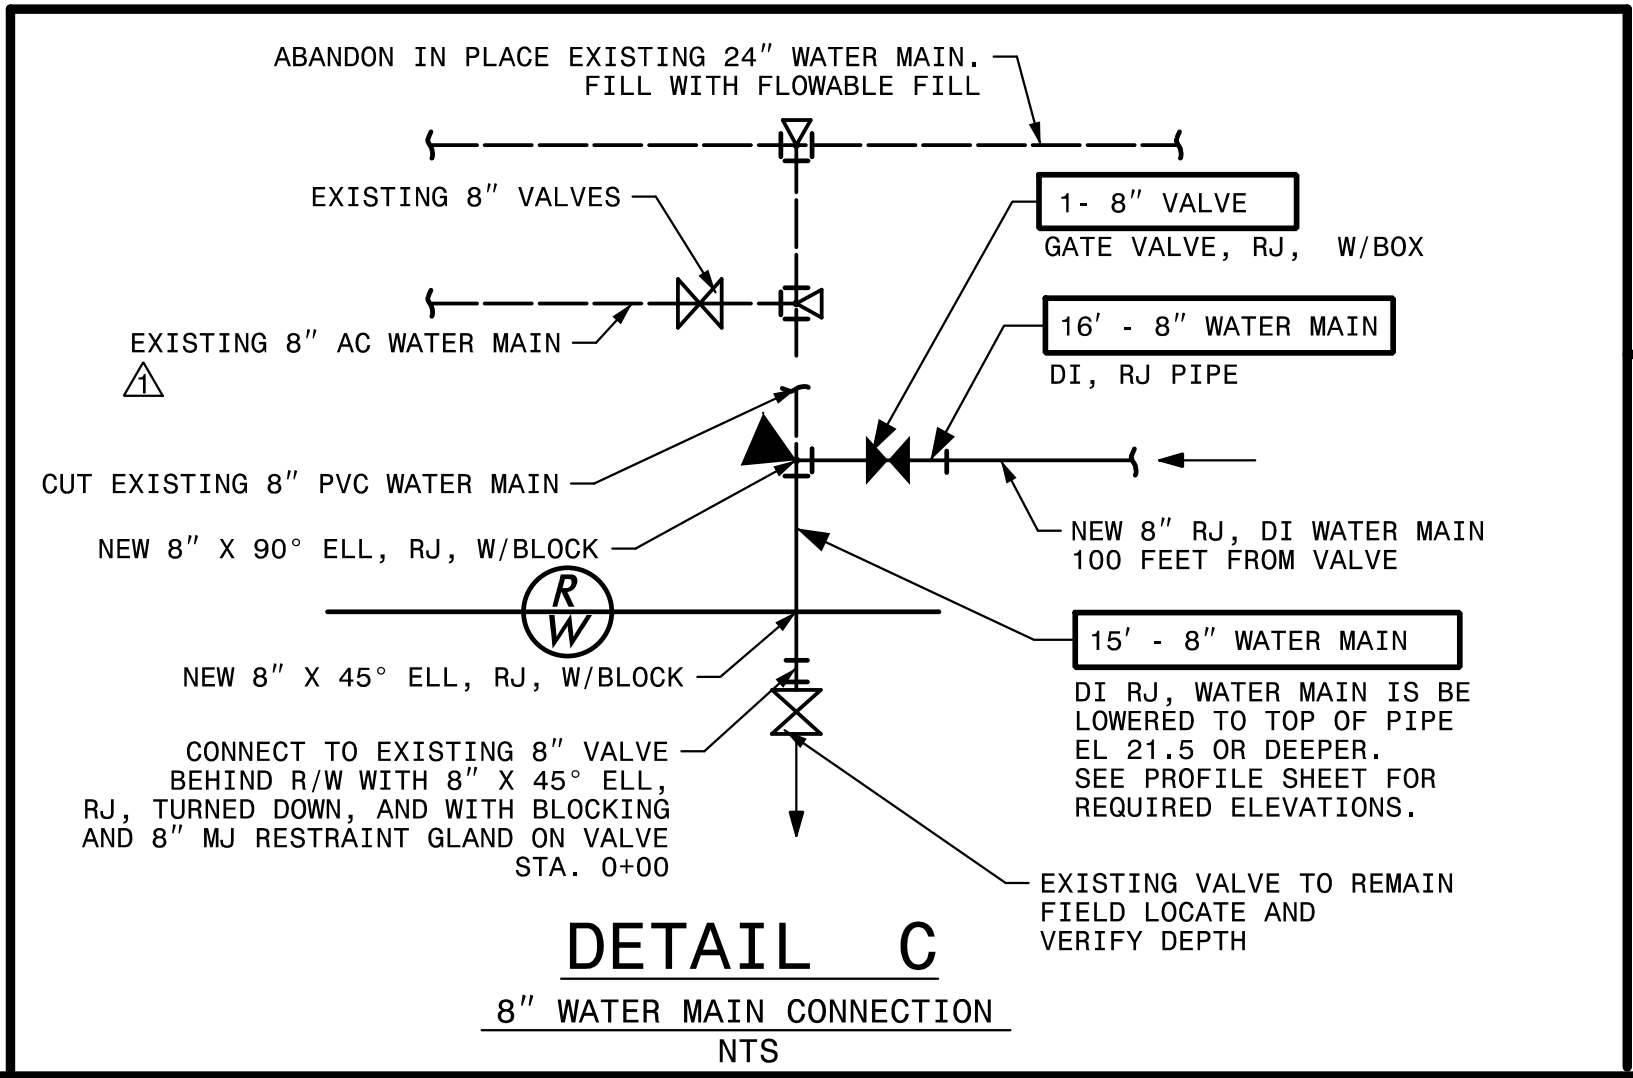 ABANDON IN PLACE EXISTING 24" WATER MAIN.
FILL WITH FLOWABLE FILL
EXISTING 8" VALVES
1- 8" VALVE
GATE VALVE, RJ, W/BOX
16' - 8" WATER MAIN
DI, RJ PIPE
EXISTING 8" AC WATER MAIN
1
CUT EXISTING 8" PVC WATER MAIN
NEW 8" X 90° ELL, RJ, W/BLOCK
NEW 8" RJ, DI WATER MAIN
100 FEET FROM VALVE
R
W
15' - 8" WATER MAIN
DI RJ, WATER MAIN IS BE
LOWERED TO TOP OF PIPE
EL 21.5 OR DEEPER.
SEE PROFILE SHEET FOR
REQUIRED ELEVATIONS.
NEW 8" X 45° ELL, RJ, W/BLOCK
CONNECT TO EXISTING 8" VALVE
BEHIND R/W WITH 8" X 45° ELL,
RJ, TURNED DOWN, AND WITH BLOCKING
AND 8" MJ RESTRAINT GLAND ON VALVE
STA. 0+00
EXISTING VALVE TO REMAIN
FIELD LOCATE AND
VERIFY DEPTH
DETAIL C
8" WATER MAIN CONNECTION
NTS